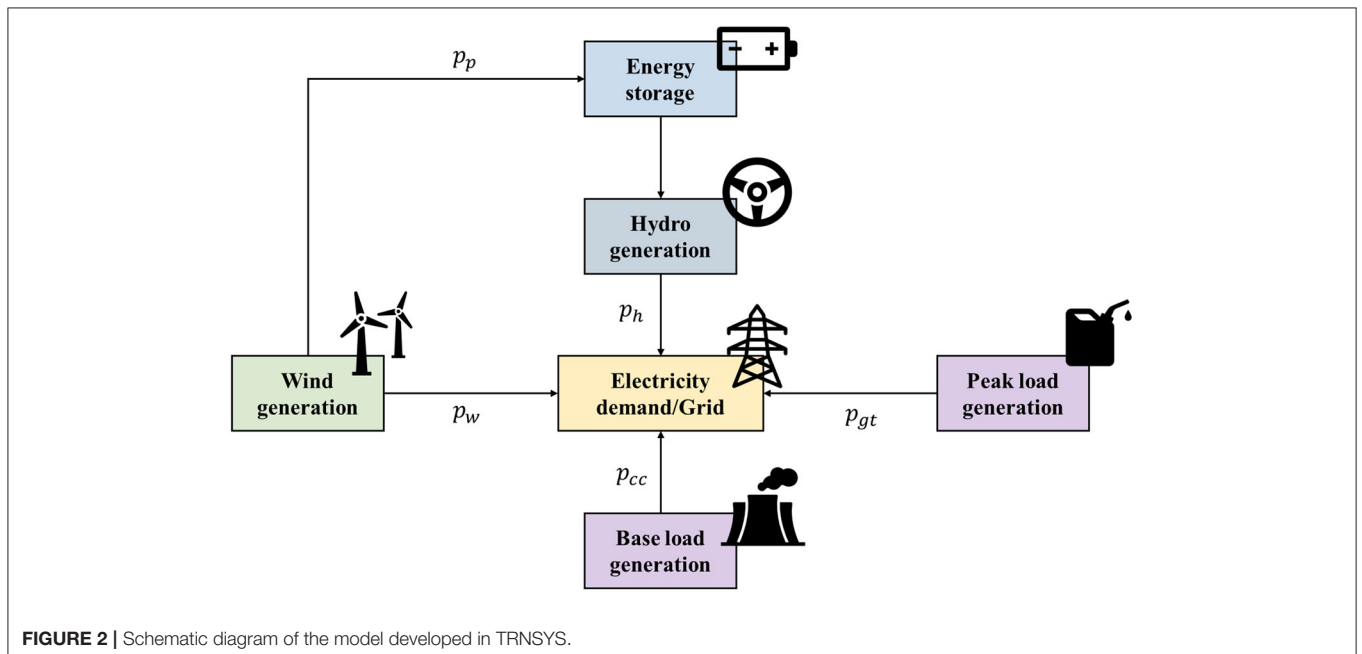 p_p
Energy
storage
− +
Hydro
generation
p_h
Wind
generation
p_w
Electricity
demand/Grid
p_gt
Peak load
generation
p_cc
Base load
generation
FIGURE 2 | Schematic diagram of the model developed in TRNSYS.